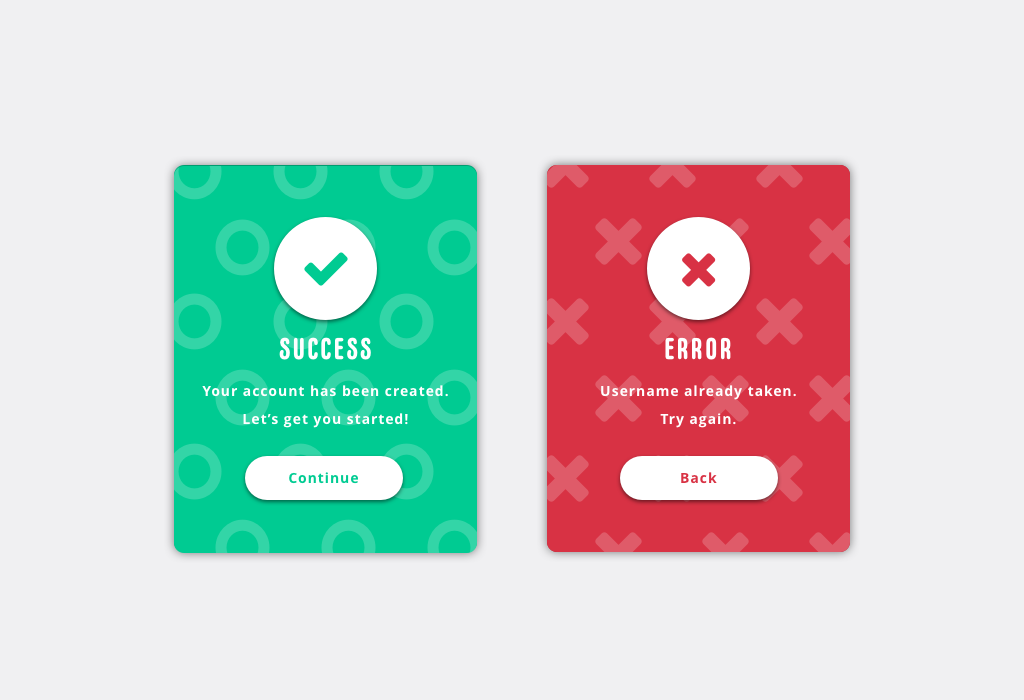 SUCCESS
Your account has been created.
Let’s get you started!
Continue
ERROR
Username already taken.
Try again.
Back